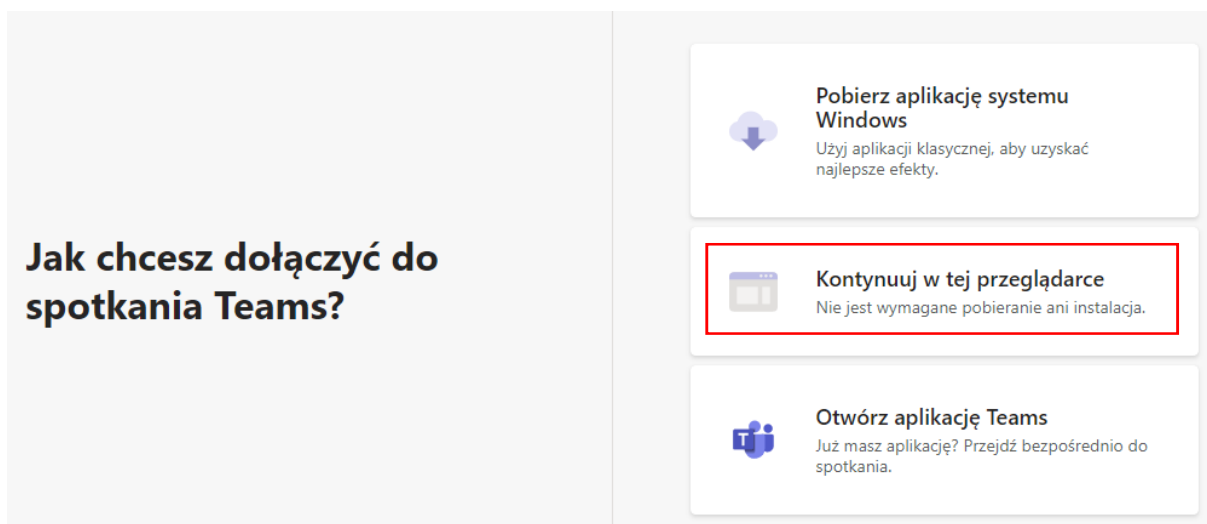 Jak chcesz dołączyć do
spotkania Teams?
Pobierz aplikację systemu
Windows
Użyj aplikacji klasycznej, aby uzyskać
najlepsze efekty.
Kontynuuj w tej przeglądarce
Nie jest wymagane pobieranie ani instalacja.
Otwórz aplikację Teams
Już masz aplikację? Przejdź bezpośrednio do
spotkania.